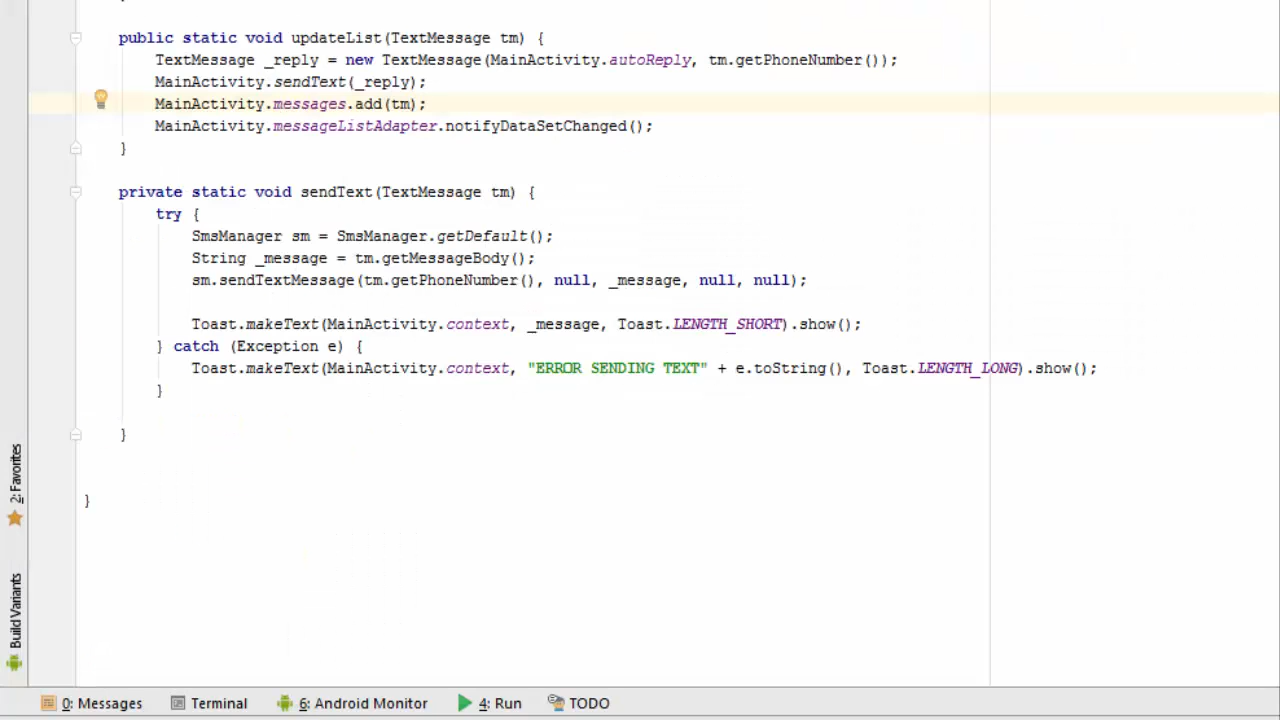 public static void updateList(TextMessage tm) {
TextMessage _reply = new TextMessage(MainActivity.autoReply, tm.getPhoneNumber());
MainActivity.sendText(_reply);
MainActivity.messages.add(tm);
MainActivity.messageListAdapter.notifyDataSetChanged();
}
private static void sendText(TextMessage tm) {
try {
SmsManager sm = SmsManager.getDefault();
String _message = tm.getMessageBody();
sm.sendTextMessage(tm.getPhoneNumber(), null, _message, null, null);
Toast.makeText(MainActivity.context, _message, Toast.LENGTH_SHORT).show();
} catch (Exception e) {
Toast.makeText(MainActivity.context, "ERROR SENDING TEXT" + e.toString(), Toast.LENGTH_LONG).show();
}
}
}
2: Favorites
Build Variants
0: Messages Terminal 6: Android Monitor 4: Run TODO